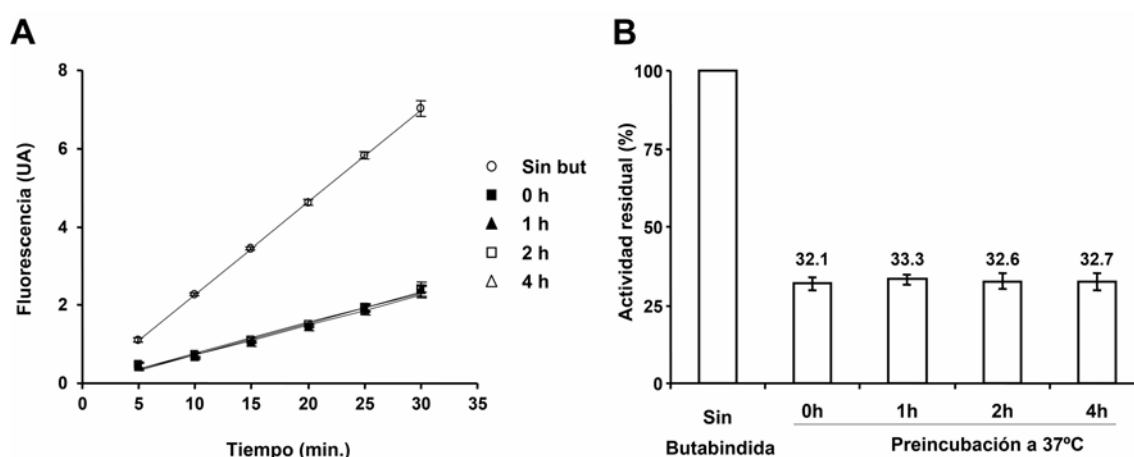 A
8
6
4
2
0
0 5 10 15 20 25 30 35
Fluorescencia (UA)
Tiempo (min.)
Sin but
0 h
1 h
2 h
4 h
B
100
75
50
25
0
Actividad residual (%)
32.1 33.3 32.6 32.7
Sin
Butabindida
0h 1h 2h 4h
Preincubación a 37ºC